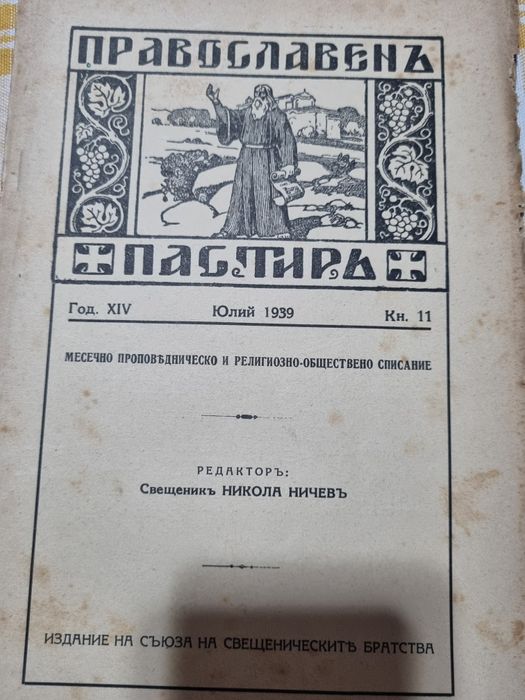 ПРАВОСЛАВЕНЪ
ПАСТИРЬ
Год. XIV Юлий 1939 Кн. 11
МЕСЕЧНО ПРОПОВѢДНИЧЕСКО И РЕЛИГИОЗНО-ОБЩЕСТВЕНО СПИСАНИЕ
РЕДАКТОРЪ:
Свещеникъ НИКОЛА НИЧЕВЪ
ИЗДАНИЕ НА СЪЮЗА НА СВЕЩЕНИЧЕСКИТѢ БРАТСТВА